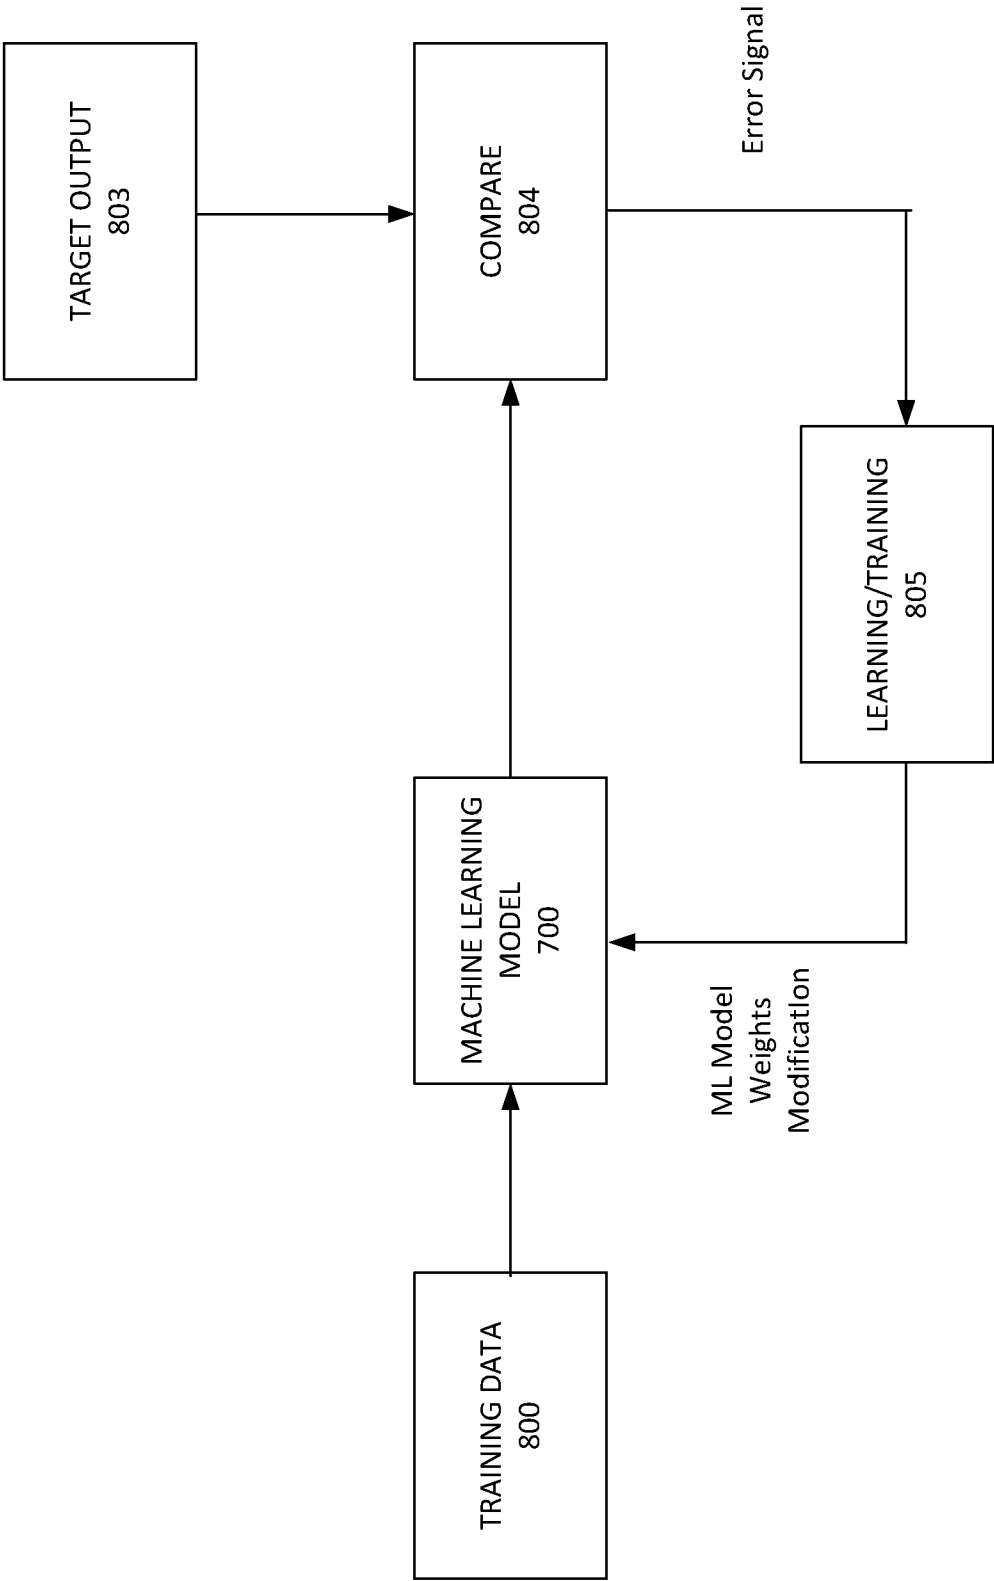 TARGET OUTPUT
803
COMPARE
804
Error Signal
TRAINING DATA
800
MACHINE LEARNING
MODEL
700
LEARNING/TRAINING
805
ML Model
Weights
Modification